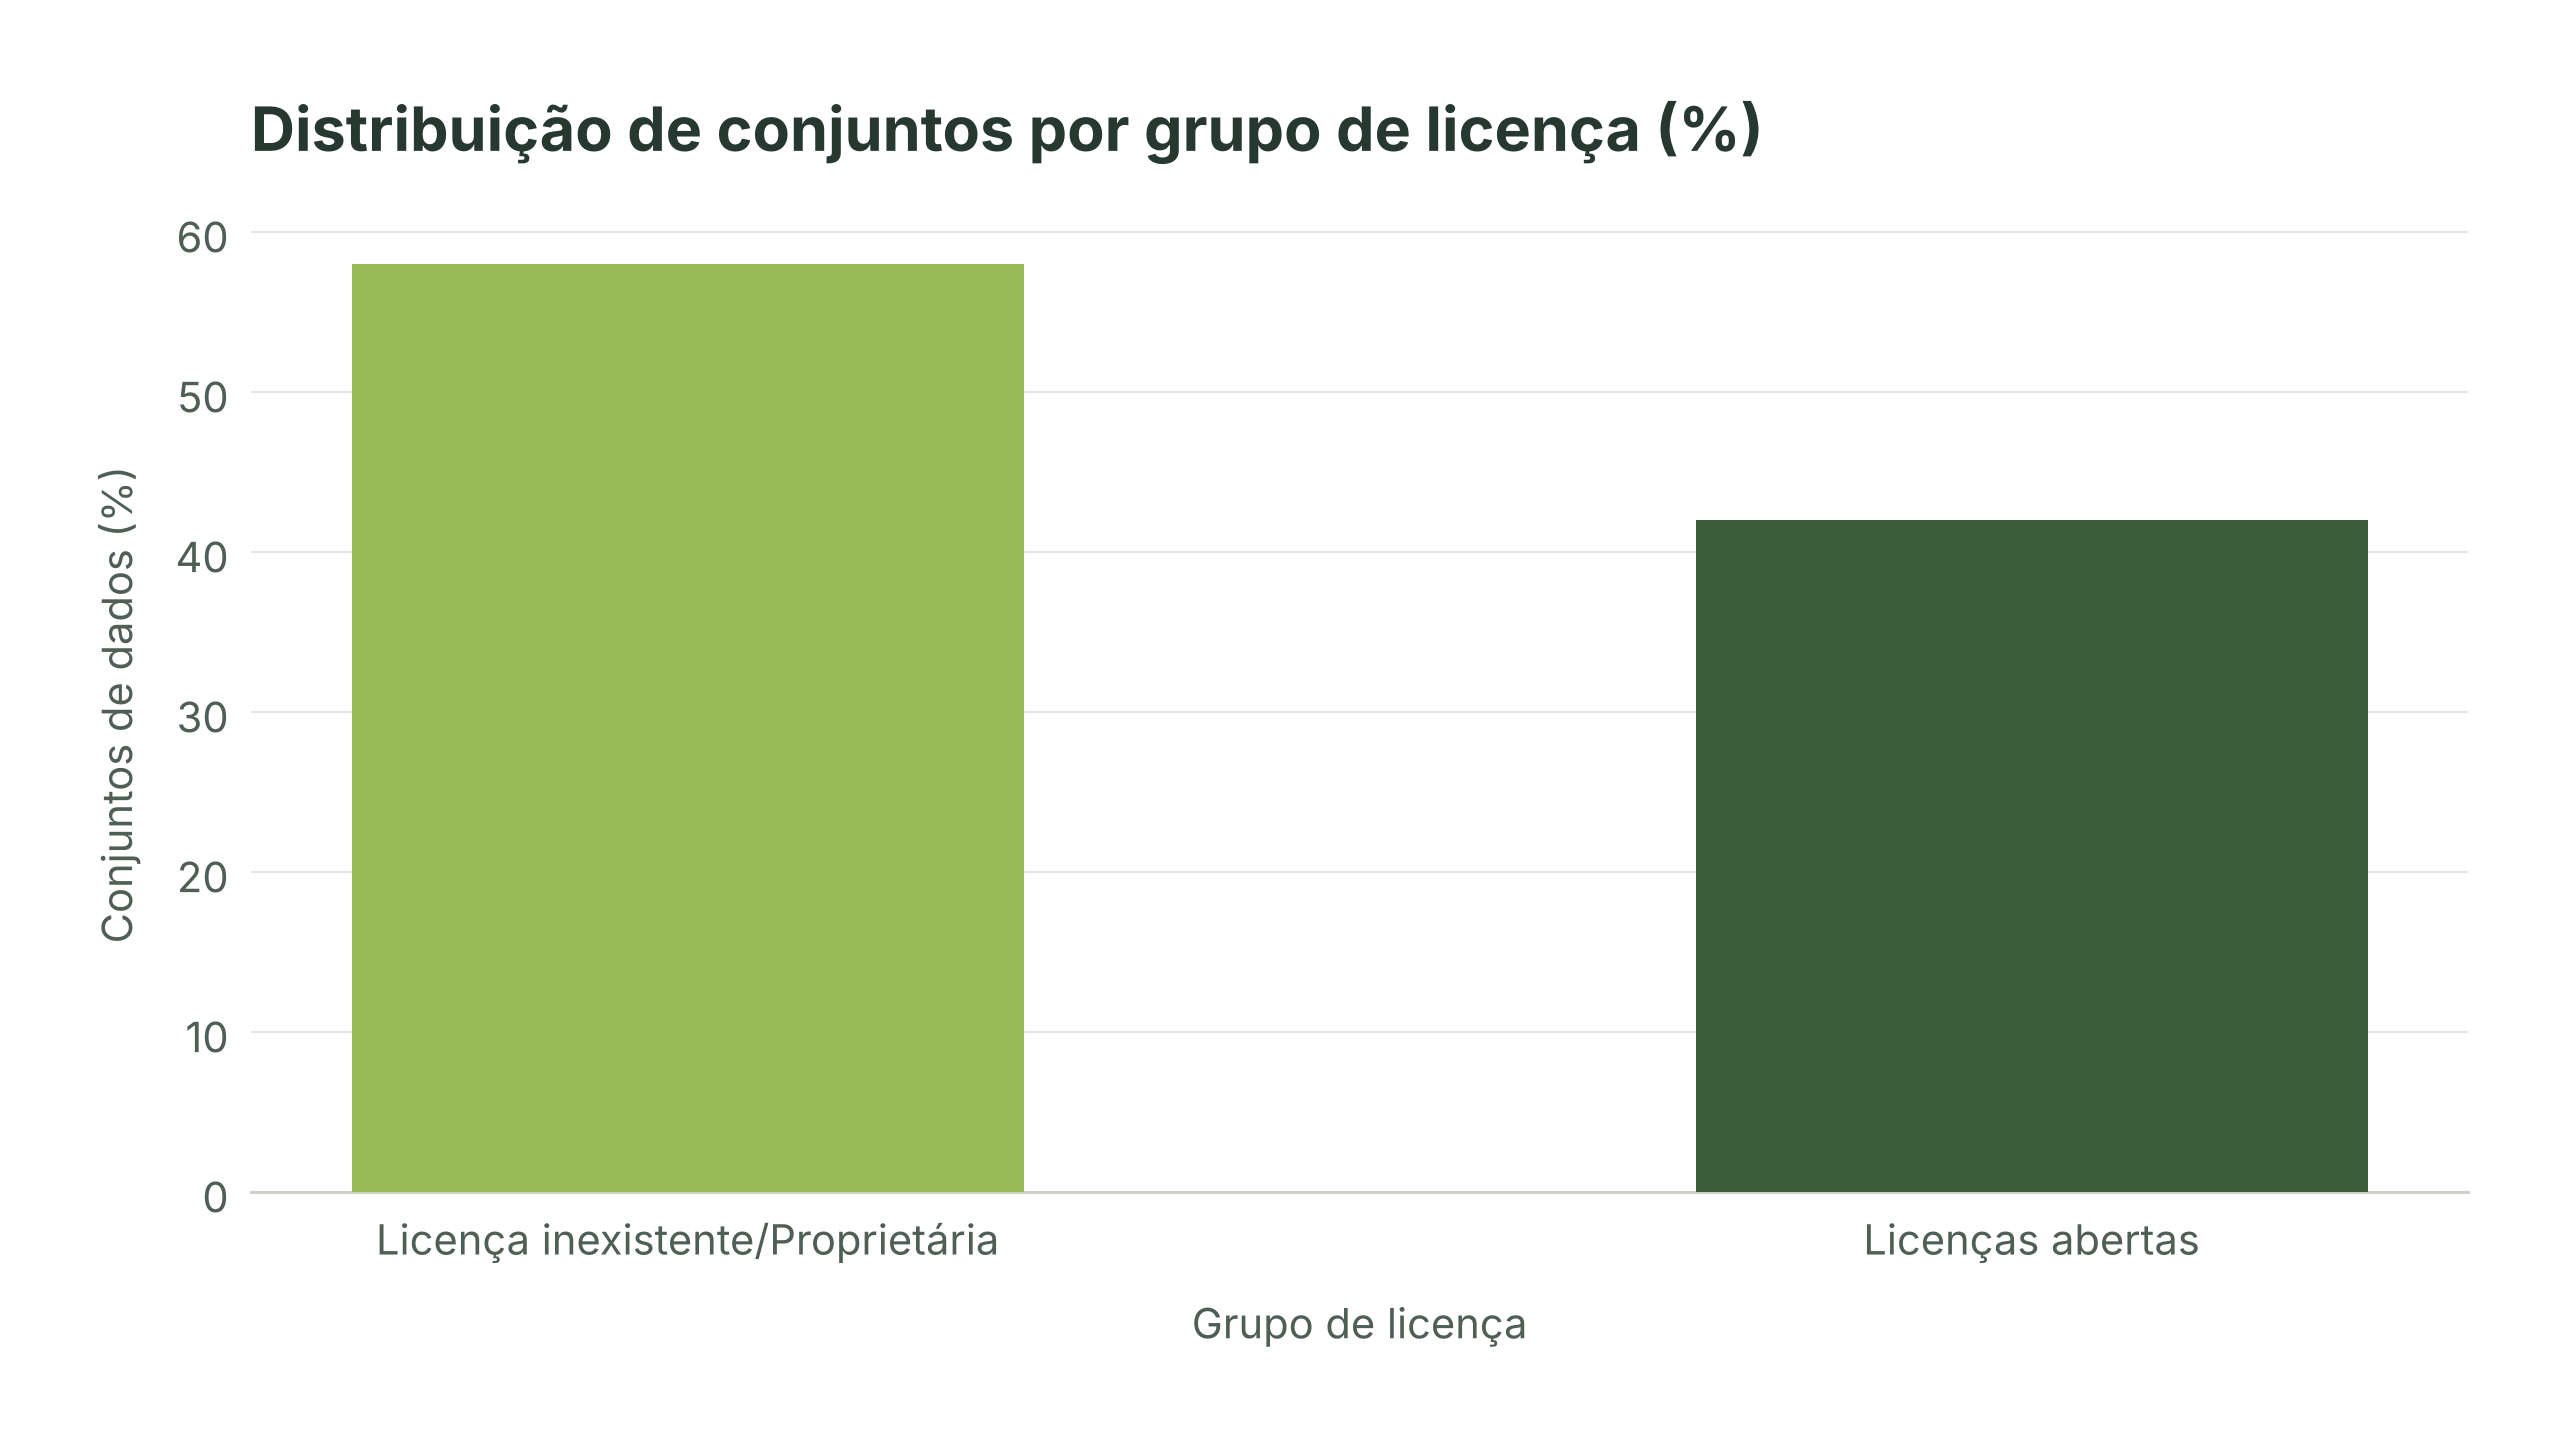 Distribuição de conjuntos por grupo de licença (%)
60
50
40
30
20
10
0
Conjuntos de dados (%)
Licença inexistente/Proprietária
Licenças abertas
Grupo de licença